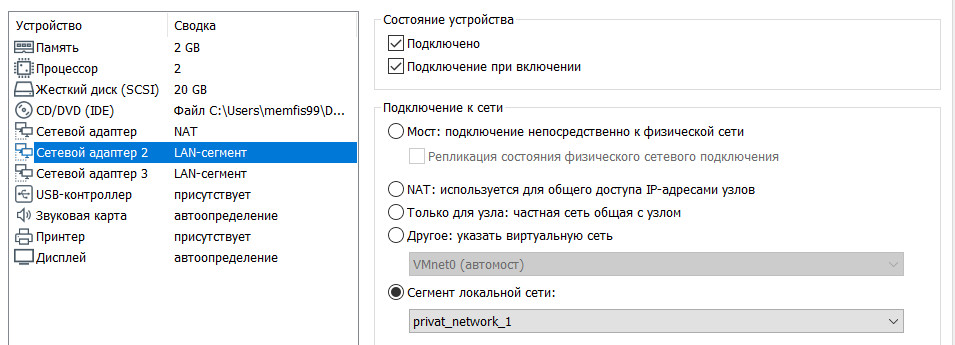 Устройство Сводка
Память 2 GB
Процессор 2
Жесткий диск (SCSI) 20 GB
CD/DVD (IDE) Файл C:\Users\memfis99\D...
Сетевой адаптер NAT
Сетевой адаптер 2 LAN-сегмент
Сетевой адаптер 3 LAN-сегмент
USB-контроллер присутствует
Звуковая карта автоопределение
Принтер присутствует
Дисплей автоопределение
Состояние устройства
Подключено
Подключение при включении
Подключение к сети
Мост: подключение непосредственно к физической сети
Репликация состояния физического сетевого подключения
NAT: используется для общего доступа IP-адресами узлов
Только для узла: частная сеть общая с узлом
Другое: указать виртуальную сеть
VMnet0 (автомост)
Сегмент локальной сети:
privat_network_1